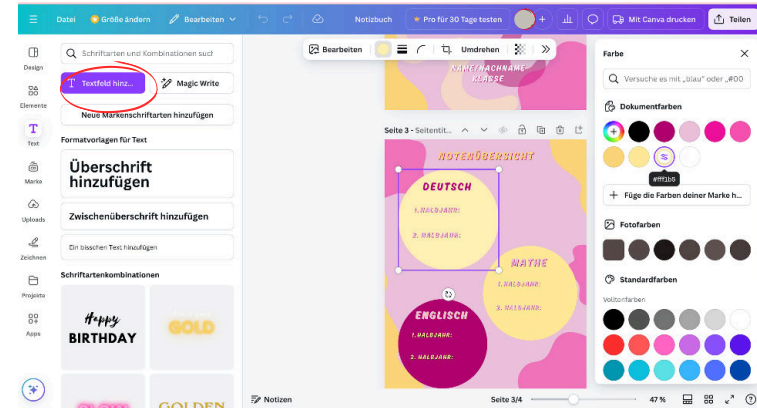 Datei
Größe ändern
Bearbeiten
Notizbuch
Pro für 30 Tage testen
Mit Canva drucken
Teilen
Design
Elemente
Text
Marke
Uploads
Zeichnen
Projekte
Apps
Schriftarten und Kombinationen sucl
T Textfeld hinz...
Magic Write
Neue Markenschriftarten hinzufügen
Formatvorlagen für Text
Überschrift
hinzufügen
Zwischenüberschrift hinzufügen
Ein bisschen Text hinzufügen
Schriftartenkombinationen
Happy
BIRTHDAY
GOLD
GOLDEN
Bearbeiten
Umdrehen
NAME/NACHNAME
KLASSE
Seite 3 - Seitentit...
NOTENÜBERSICHT
DEUTSCH
1. HALBJAHR:
2. HALBJAHR:
MATHE
1. HALBJAHR:
2. HALBJAHR:
ENGLISCH
1. HALBJAHR:
2. HALBJAHR:
Notizen
Seite 3/4
47 %
Farbe
Versuche es mit „blau" oder „#00
Dokumentfarben
#fff1b5
Füge die Farben deiner Marke h...
Fotofarben
Standardfarben
Volltonfarben